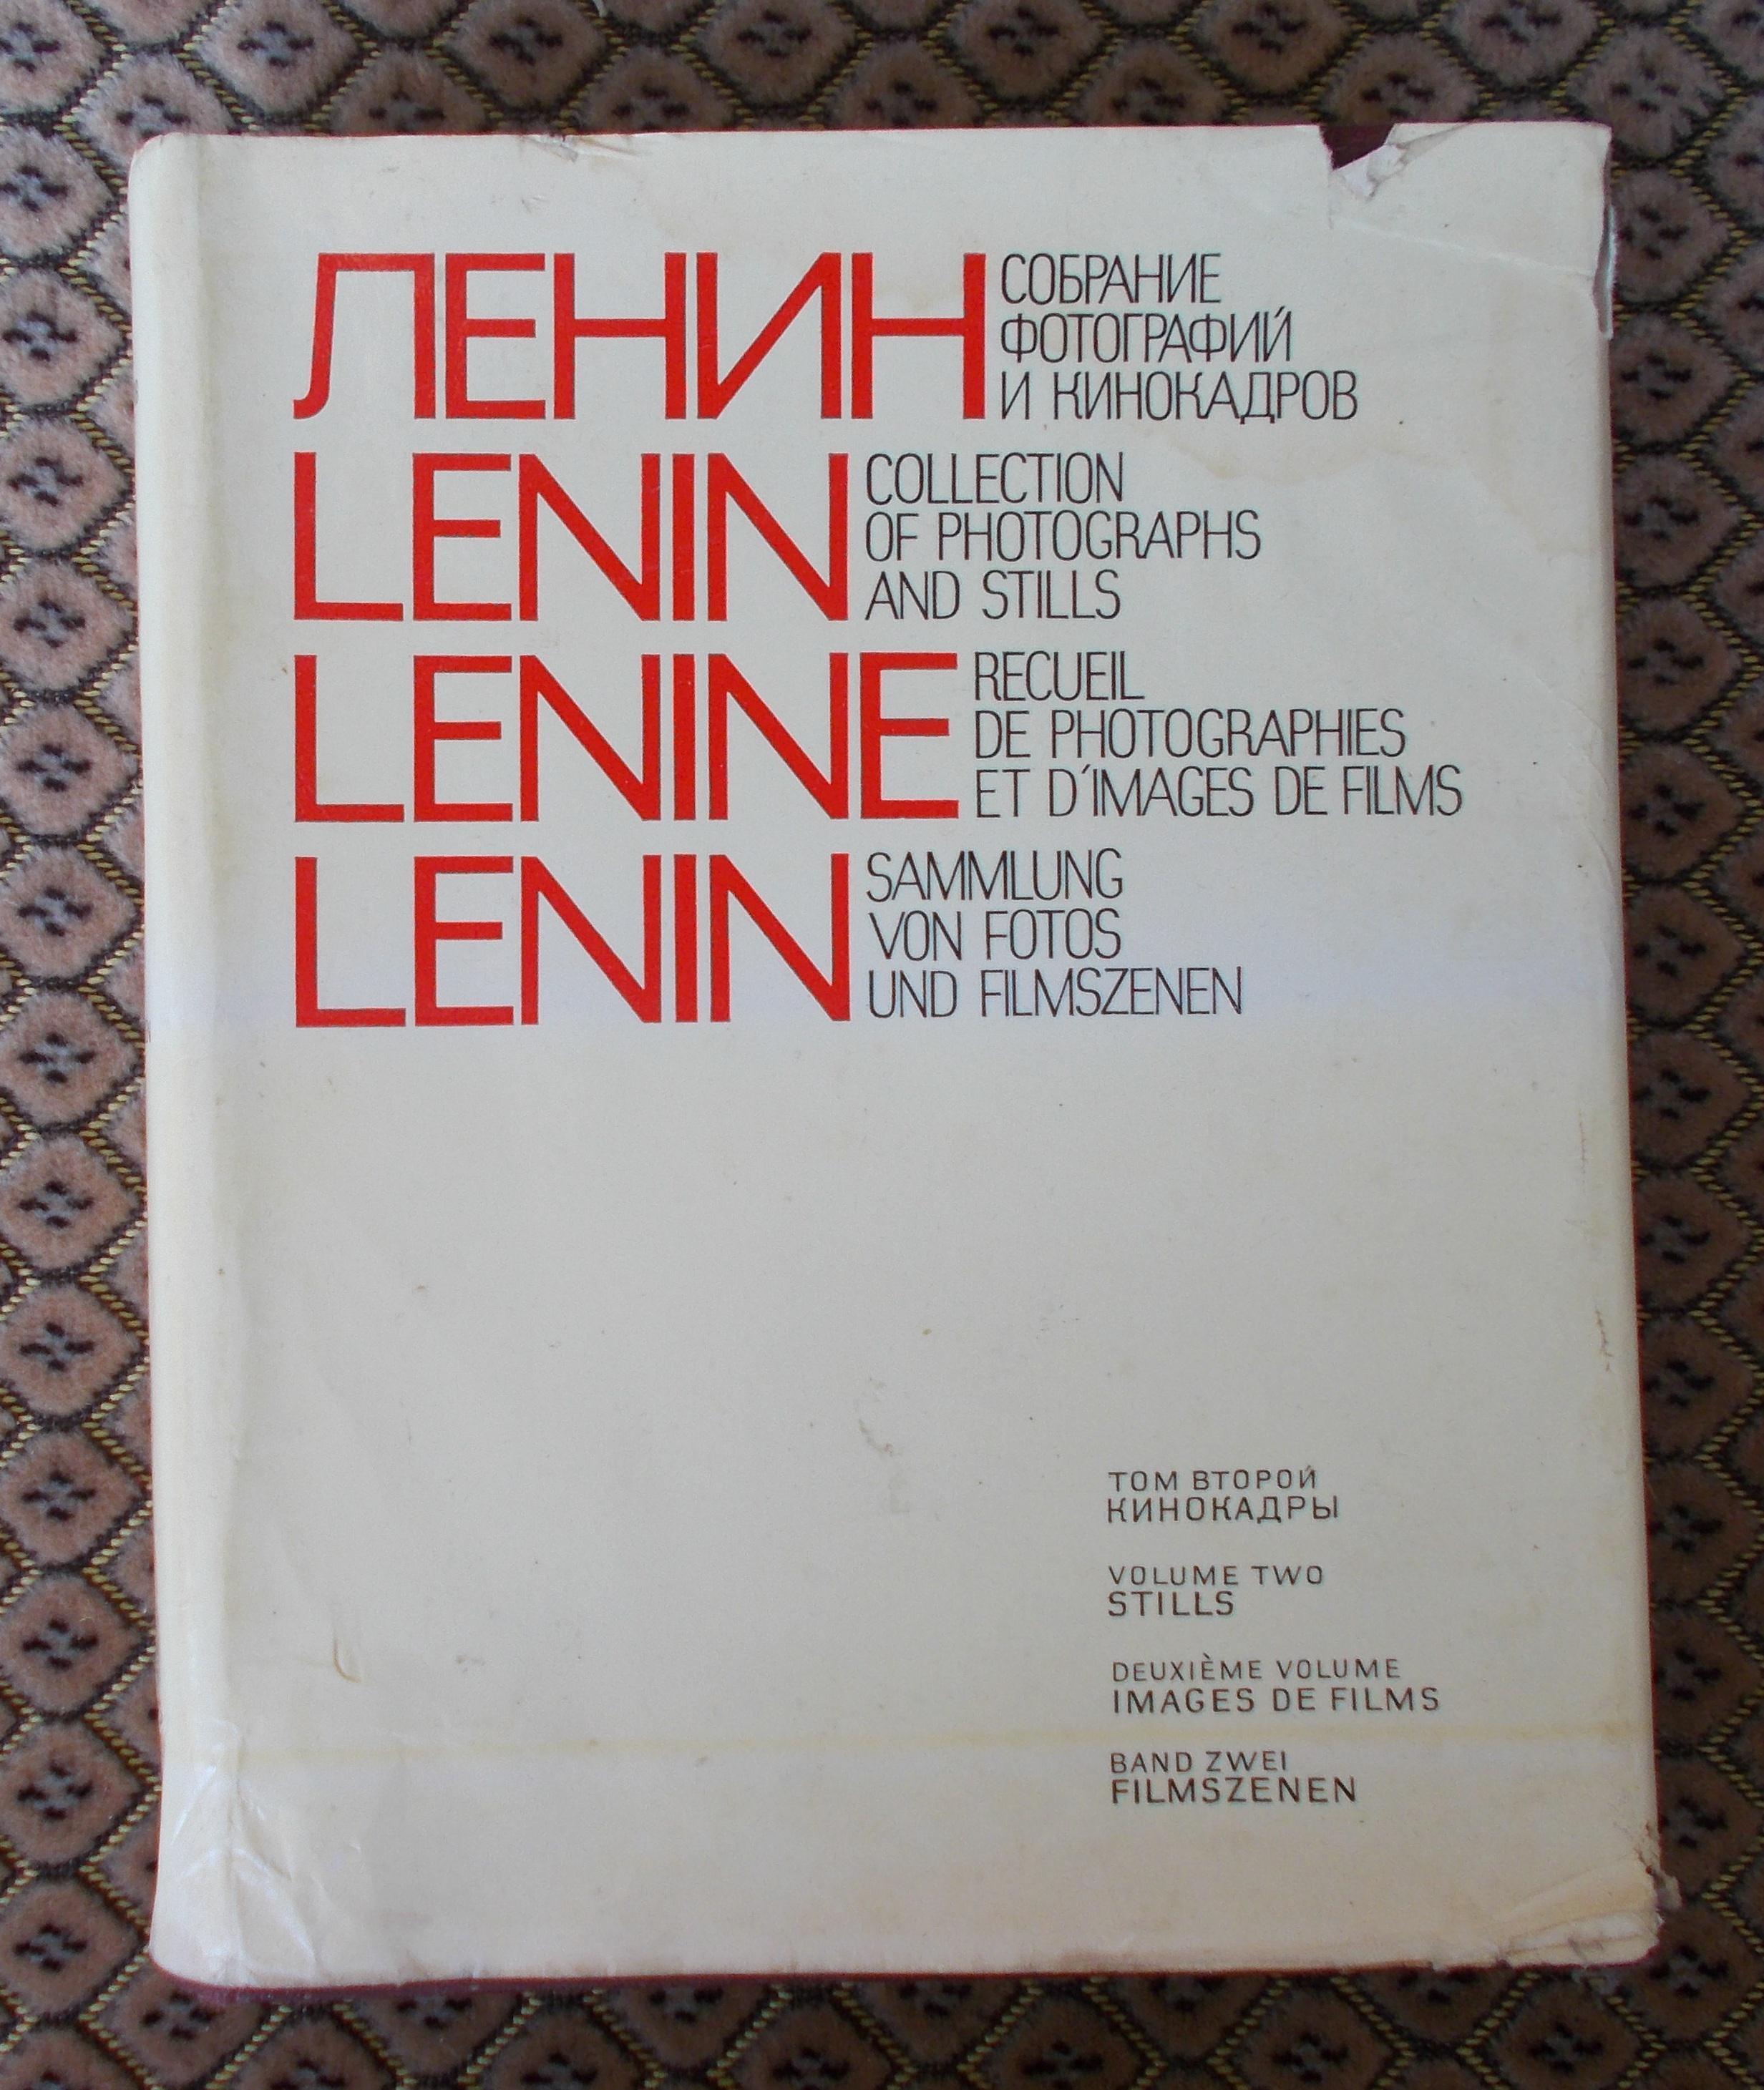 ЛЕНИН СОБРАНИЕ
ФОТОГРАФИЙ
И КИНОКАДРОВ
LENIN COLLECTION
OF PHOTOGRAPHS
AND STILLS
LENINE RECUEIL
DE PHOTOGRAPHIES
ET D'IMAGES DE FILMS
LENIN SAMMLUNG
VON FOTOS
UND FILMSZENEN
ТОМ ВТОРОЙ
КИНОКАДРЫ
VOLUME TWO
STILLS
DEUXIÈME VOLUME
IMAGES DE FILMS
BAND ZWEI
FILMSZENEN